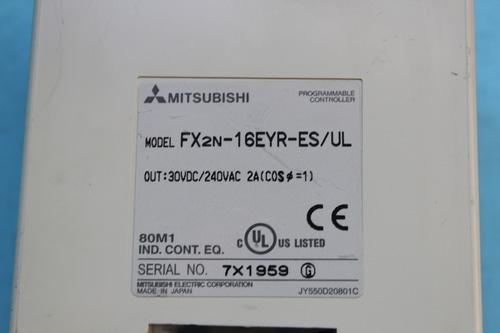 MITSUBISHI
PROGRAMMABLE
CONTROLLER
MODEL FX2N-16EYR-ES/UL
OUT:30VDC/240VAC 2A(COSφ=1)
80M1
IND. CONT. EQ.
C UL US LISTED
CE
SERIAL NO. 7X1959 G
MITSUBISHI ELECTRIC CORPORATION
MADE IN JAPAN
JY550D20801C